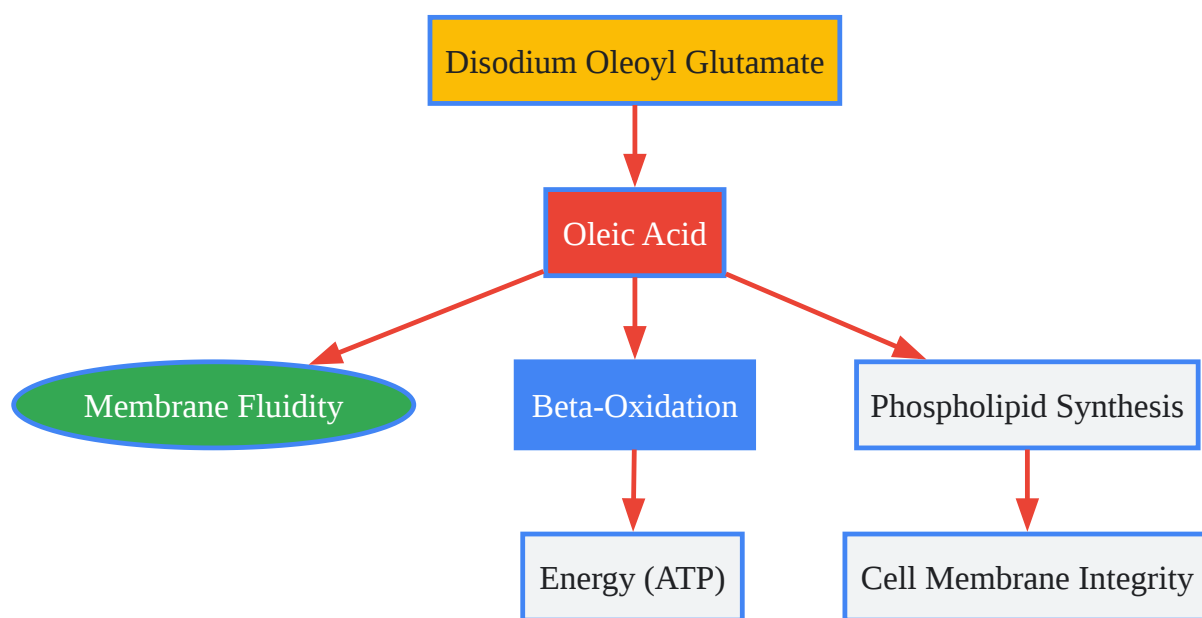 Disodium Oleoyl Glutamate
Oleic Acid
Membrane Fluidity
Beta-Oxidation
Phospholipid Synthesis
Energy (ATP)
Cell Membrane Integrity